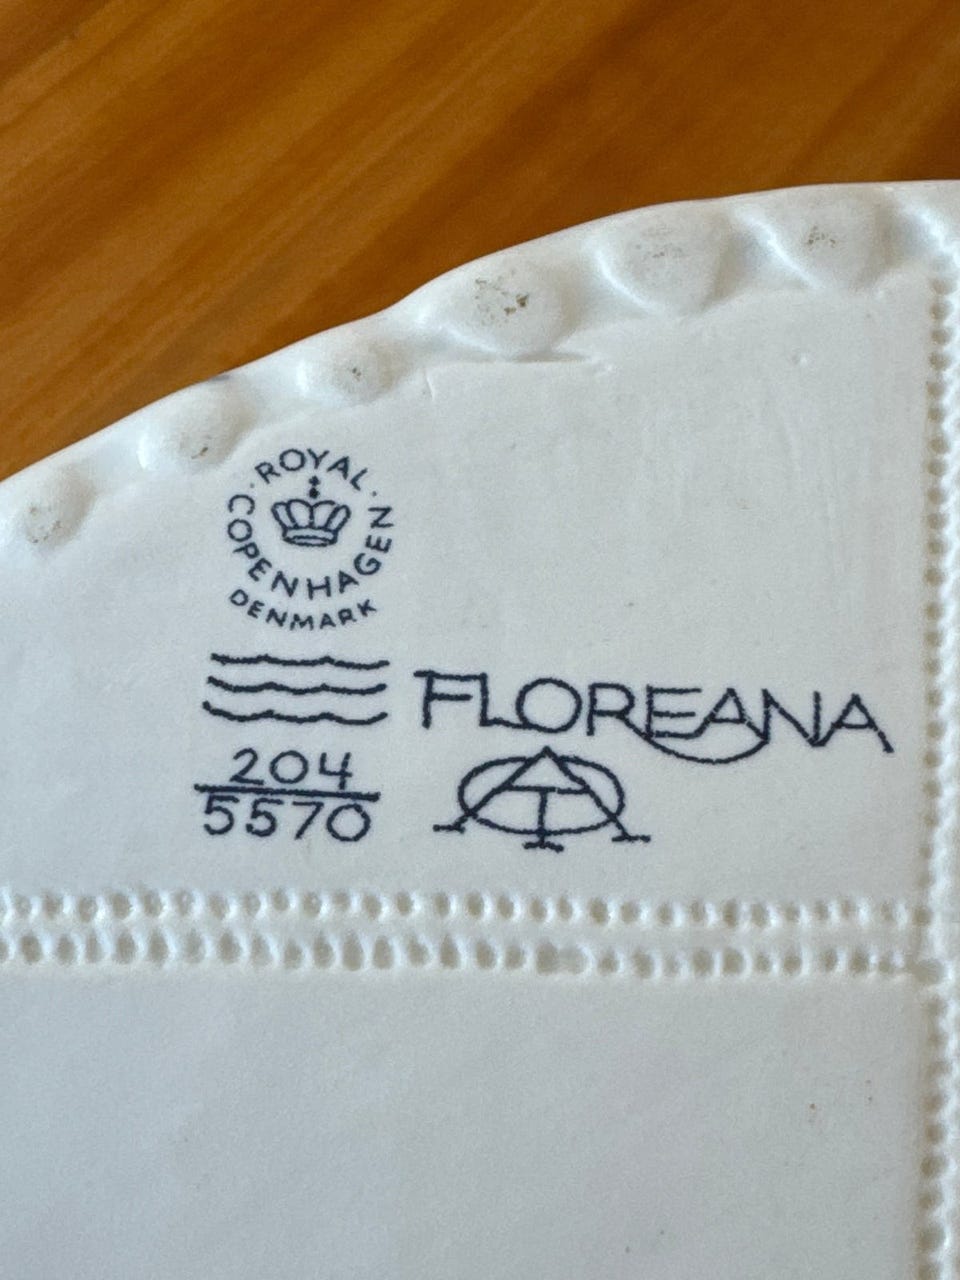 ROYAL
COPENHAGEN
DENMARK
FLOREANA
204
5570